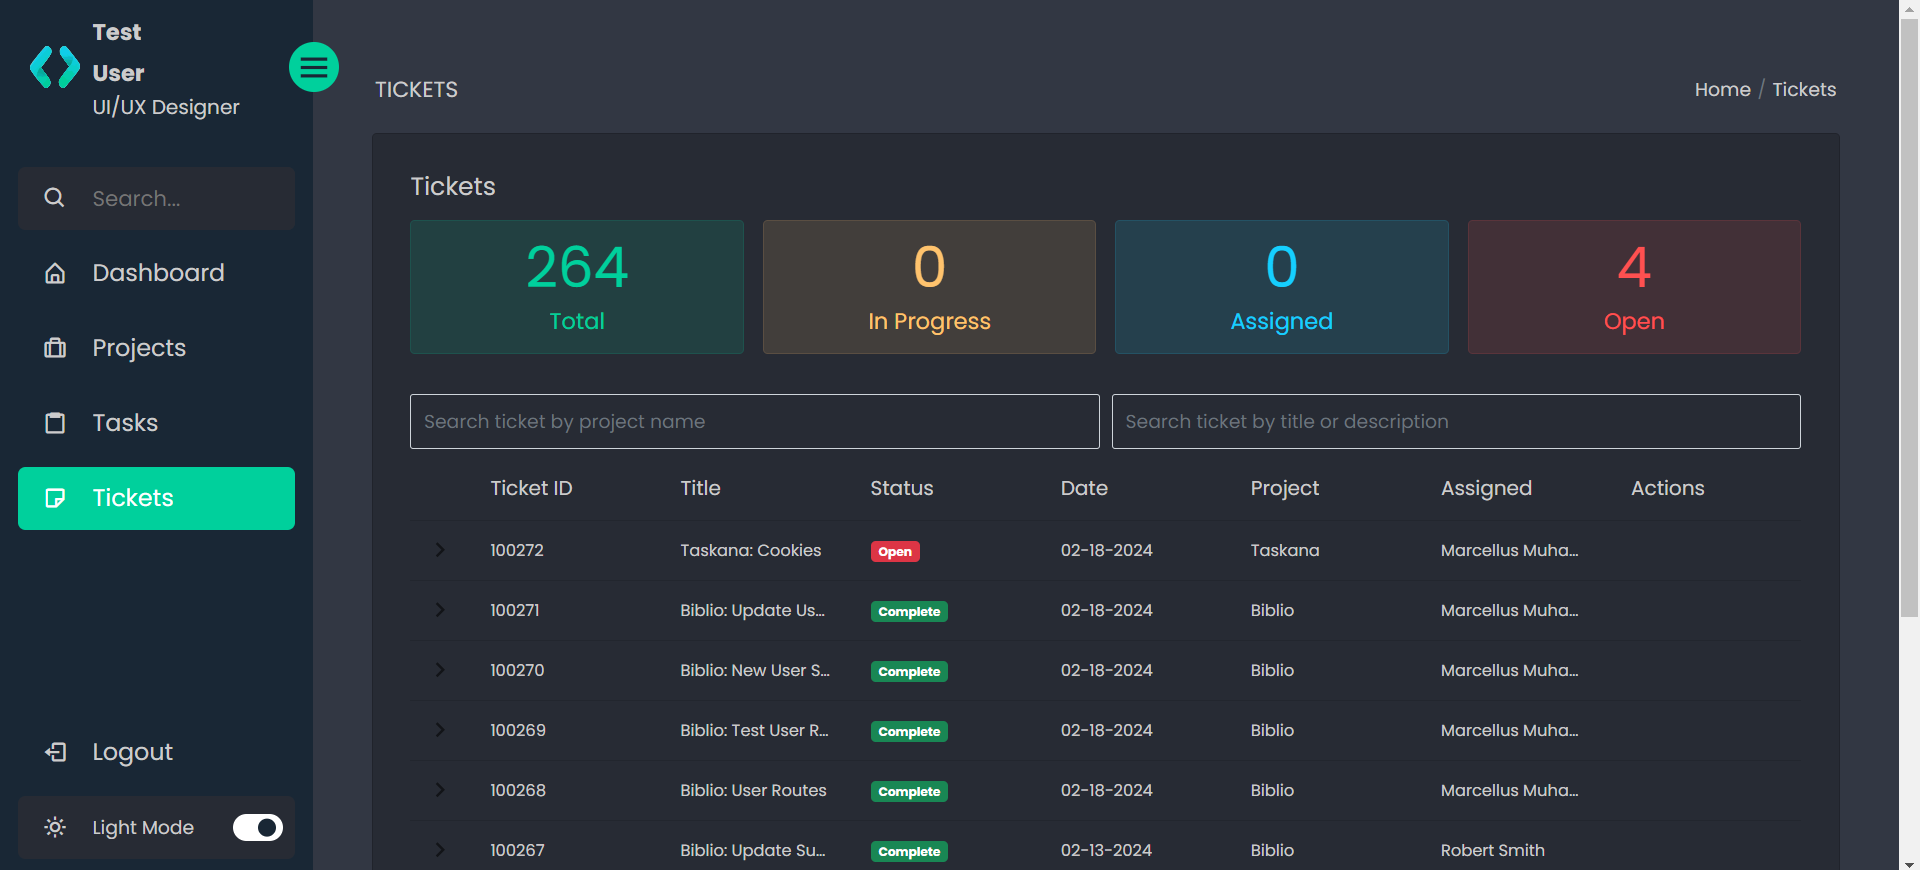 Test
User
UI/UX Designer
Search...
Dashboard
Projects
Tasks
Tickets
Logout
Light Mode
TICKETS
Home / Tickets
Tickets
264
Total
0
In Progress
0
Assigned
4
Open
Search ticket by project name
Search ticket by title or description
Ticket ID Title Status Date Project Assigned Actions
100272 Taskana: Cookies Open 02-18-2024 Taskana Marcellus Muha...
100271 Biblio: Update Us... Complete 02-18-2024 Biblio Marcellus Muha...
100270 Biblio: New User S... Complete 02-18-2024 Biblio Marcellus Muha...
100269 Biblio: Test User R... Complete 02-18-2024 Biblio Marcellus Muha...
100268 Biblio: User Routes Complete 02-18-2024 Biblio Marcellus Muha...
100267 Biblio: Update Su... Complete 02-13-2024 Biblio Robert Smith